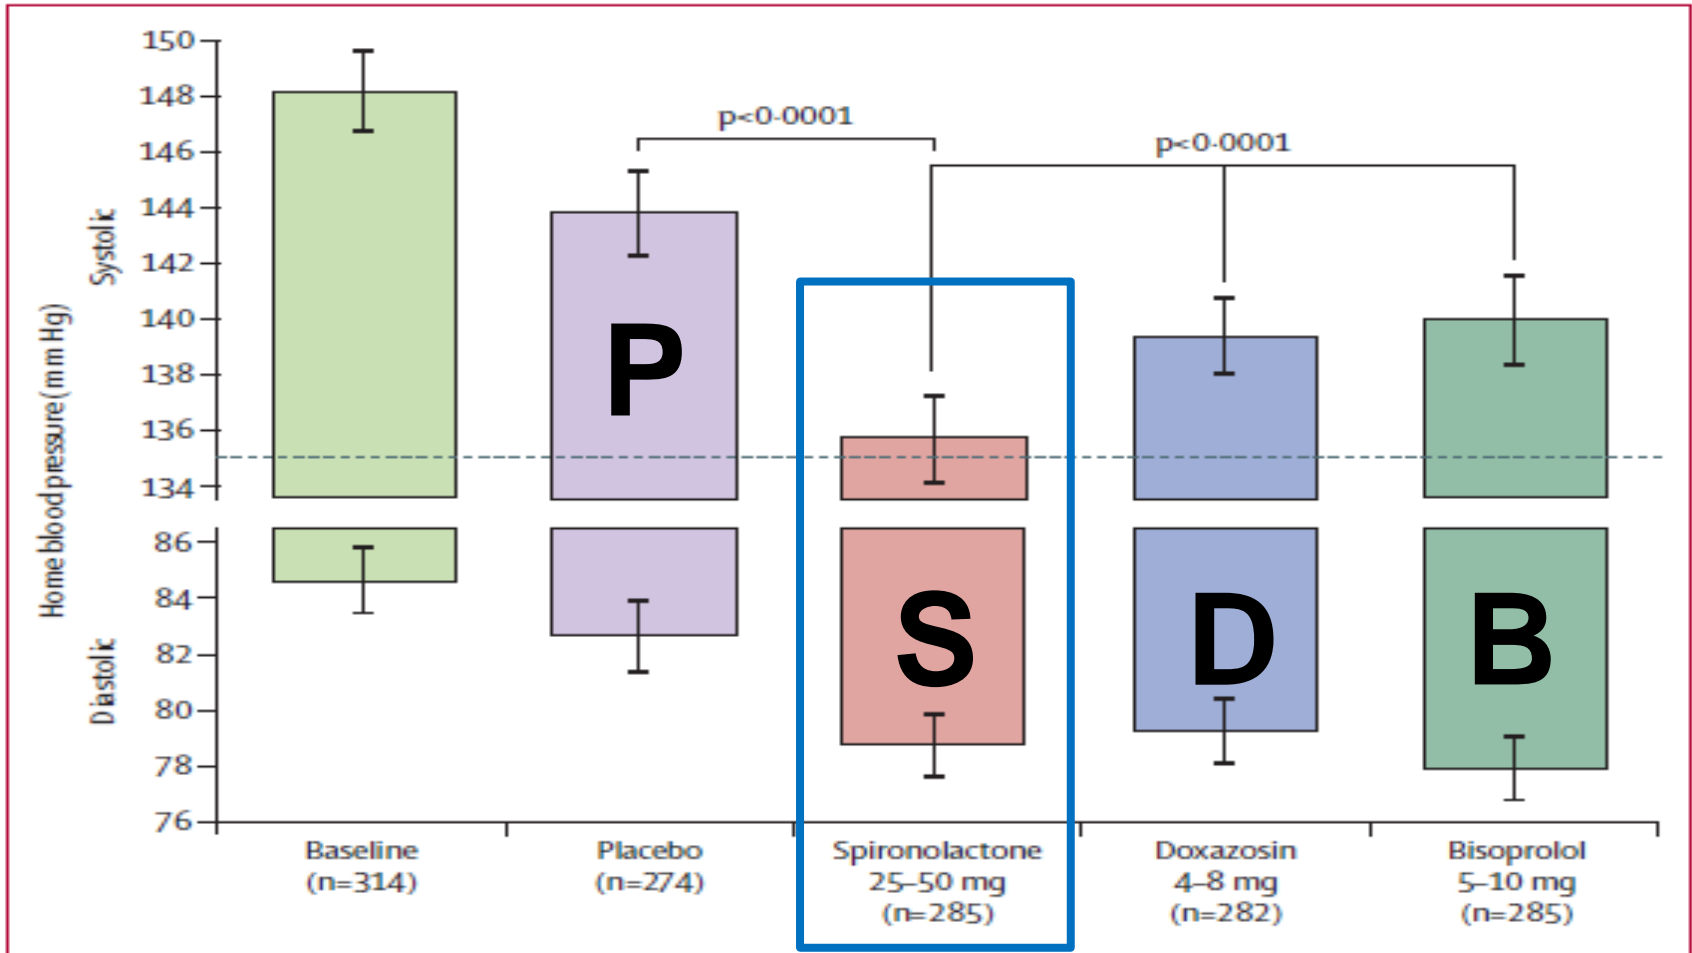 150
148
146
144
142
140
138
136
134
86
84
82
80
78
76
Systolic
Diastolic
Home blood pressure (mm Hg)
p<0·0001
p<0·0001
P
S
D
B
Baseline
(n=314)
Placebo
(n=274)
Spironolactone
25–50 mg
(n=285)
Doxazosin
4–8 mg
(n=282)
Bisoprolol
5–10 mg
(n=285)